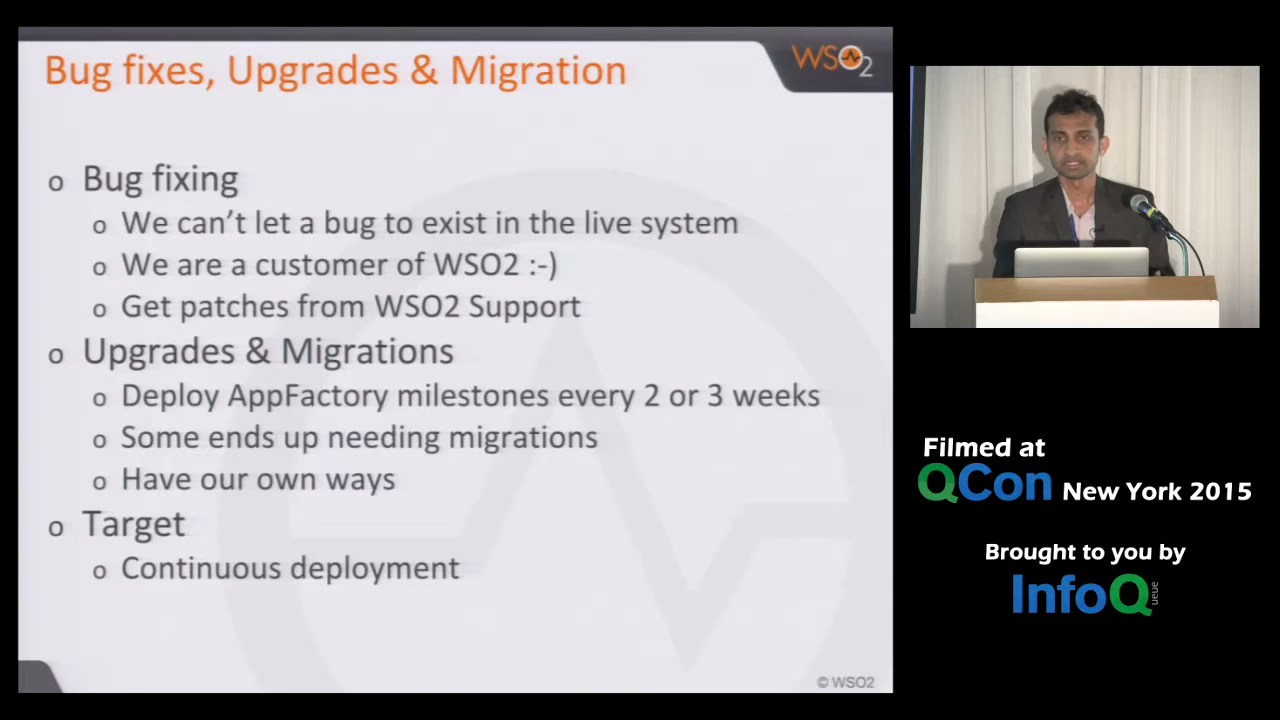 Bug fixes, Upgrades & Migration
WSO2
o Bug fixing
o We can't let a bug to exist in the live system
o We are a customer of WSO2 :-)
o Get patches from WSO2 Support
o Upgrades & Migrations
o Deploy AppFactory milestones every 2 or 3 weeks
o Some ends up needing migrations
o Have our own ways
o Target
o Continuous deployment
© WSO2
Filmed at
QCon New York 2015
Brought to you by
InfoQ
ueue